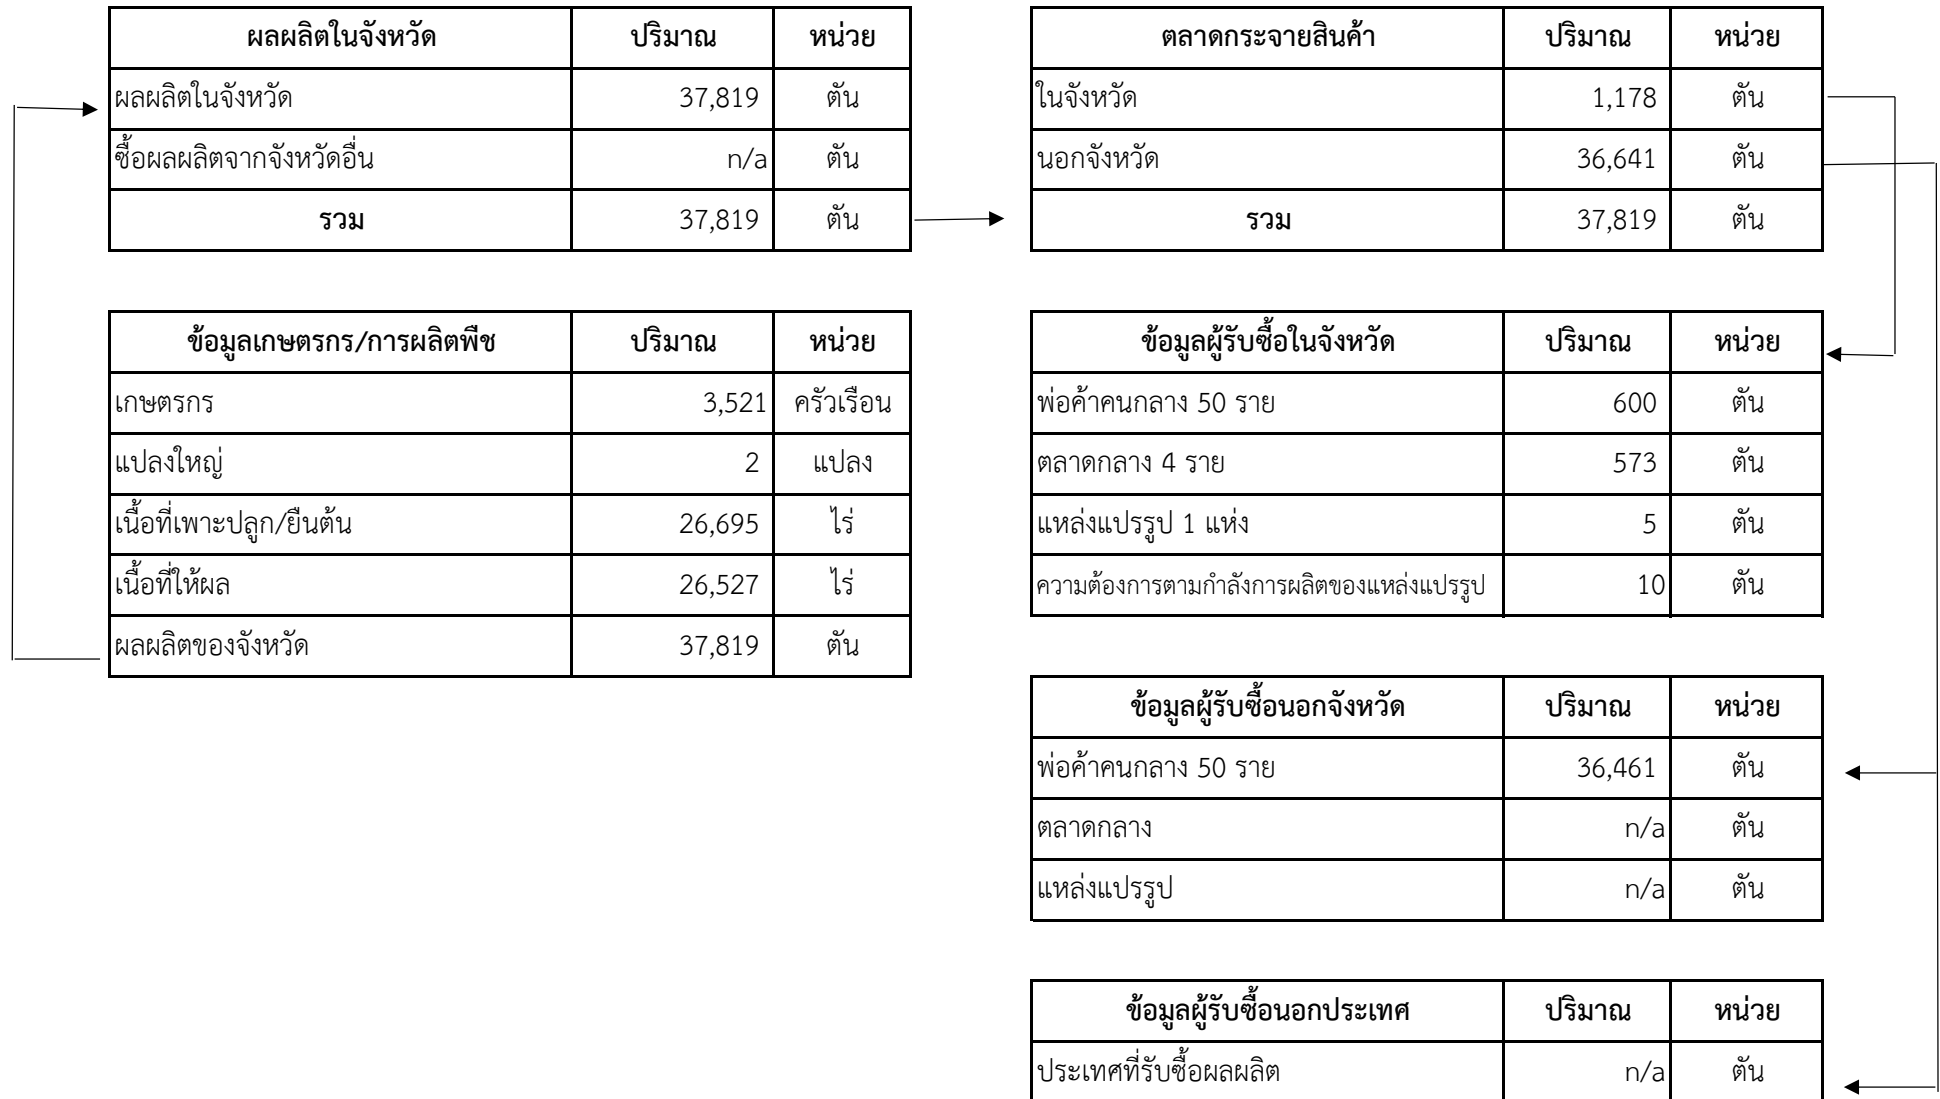 ผลผลิตในจังหวัด ปริมาณ หน่วย
ผลผลิตในจังหวัด 37,819 ตัน
ซื้อผลผลิตจากจังหวัดอื่น n/a ตัน
รวม 37,819 ตัน
ตลาดกระจายสินค้า ปริมาณ หน่วย
ในจังหวัด 1,178 ตัน
นอกจังหวัด 36,641 ตัน
รวม 37,819 ตัน
ข้อมูลเกษตรกร/การผลิตพืช ปริมาณ หน่วย
เกษตรกร 3,521 ครัวเรือน
แปลงใหญ่ 2 แปลง
เนื้อที่เพาะปลูก/ยืนต้น 26,695 ไร่
เนื้อที่ให้ผล 26,527 ไร่
ผลผลิตของจังหวัด 37,819 ตัน
ข้อมูลผู้รับซื้อในจังหวัด ปริมาณ หน่วย
พ่อค้าคนกลาง 50 ราย 600 ตัน
ตลาดกลาง 4 ราย 573 ตัน
แหล่งแปรรูป 1 แห่ง 5 ตัน
ความต้องการตามกำลังการผลิตของแหล่งแปรรูป 10 ตัน
ข้อมูลผู้รับซื้อนอกจังหวัด ปริมาณ หน่วย
พ่อค้าคนกลาง 50 ราย 36,461 ตัน
ตลาดกลาง n/a ตัน
แหล่งแปรรูป n/a ตัน
ข้อมูลผู้รับซื้อนอกประเทศ ปริมาณ หน่วย
ประเทศที่รับซื้อผลผลิต n/a ตัน